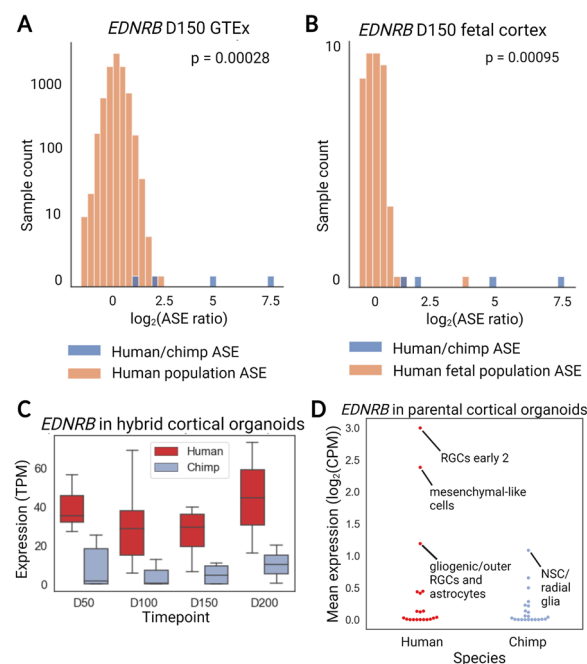 A
EDNRB D150 GTEx
p = 0.00028
1000
100
10
0
Sample count
0
2.5
5
7.5
log2(ASE ratio)
Human/chimp ASE
Human population ASE
B
EDNRB D150 fetal cortex
p = 0.00095
10
0
Sample count
0
2.5
5
7.5
log2(ASE ratio)
Human/chimp ASE
Human fetal population ASE
C
EDNRB in hybrid cortical organoids
Human
Chimp
60
40
20
0
Expression (TPM)
D50
D100
D150
D200
Timepoint
D
EDNRB in parental cortical organoids
3.0
2.5
2.0
1.5
1.0
0.5
0.0
Mean expression (log2(CPM))
RGCs early 2
mesenchymal-like
cells
gliogenic/outer
RGCs and
astrocytes
NSC/
radial
glia
Human
Chimp
Species